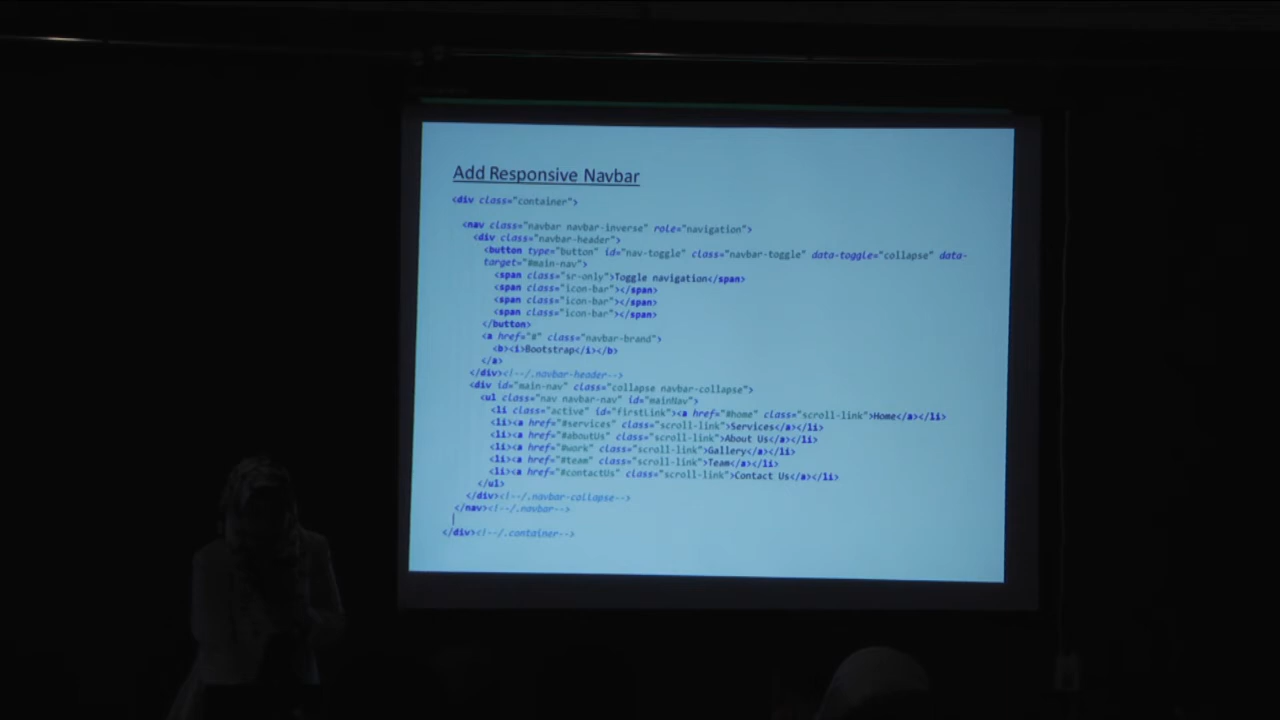 Add Responsive Navbar
<div class="container">
<nav class="navbar navbar-inverse" role="navigation">
<div class="navbar-header">
<button type="button" id="nav-toggle" class="navbar-toggle" data-toggle="collapse" data-
target="#main-nav">
<span class="sr-only">Toggle navigation</span>
<span class="icon-bar"></span>
<span class="icon-bar"></span>
<span class="icon-bar"></span>
</button>
<a href="#" class="navbar-brand">
<b><i>Bootstrap</i></b>
</a>
</div><!--/.navbar-header-->
<div id="main-nav" class="collapse navbar-collapse">
<ul class="nav navbar-nav" id="mainNav">
<li class="active" id="firstLink"><a href="#home" class="scroll-link">Home</a></li>
<li><a href="#services" class="scroll-link">Services</a></li>
<li><a href="#aboutUs" class="scroll-link">About Us</a></li>
<li><a href="#work" class="scroll-link">Gallery</a></li>
<li><a href="#team" class="scroll-link">Team</a></li>
<li><a href="#contactUs" class="scroll-link">Contact Us</a></li>
</ul>
</div><!--/.navbar-collapse-->
</nav><!--/.navbar-->
</div><!--/.container-->